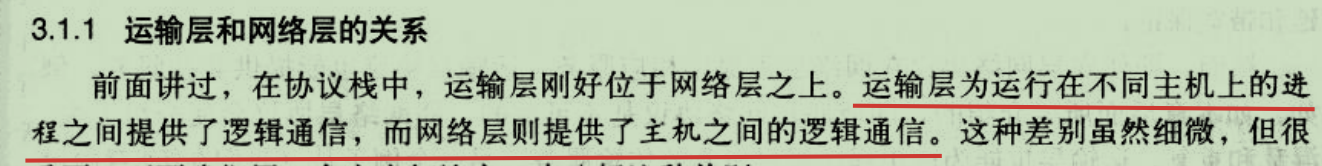 3.1.1 运输层和网络层的关系
前面讲过，在协议栈中，运输层刚好位于网络层之上。运输层为运行在不同主机上的进
程之间提供了逻辑通信，而网络层则提供了主机之间的逻辑通信。这种差别虽然细微，但很